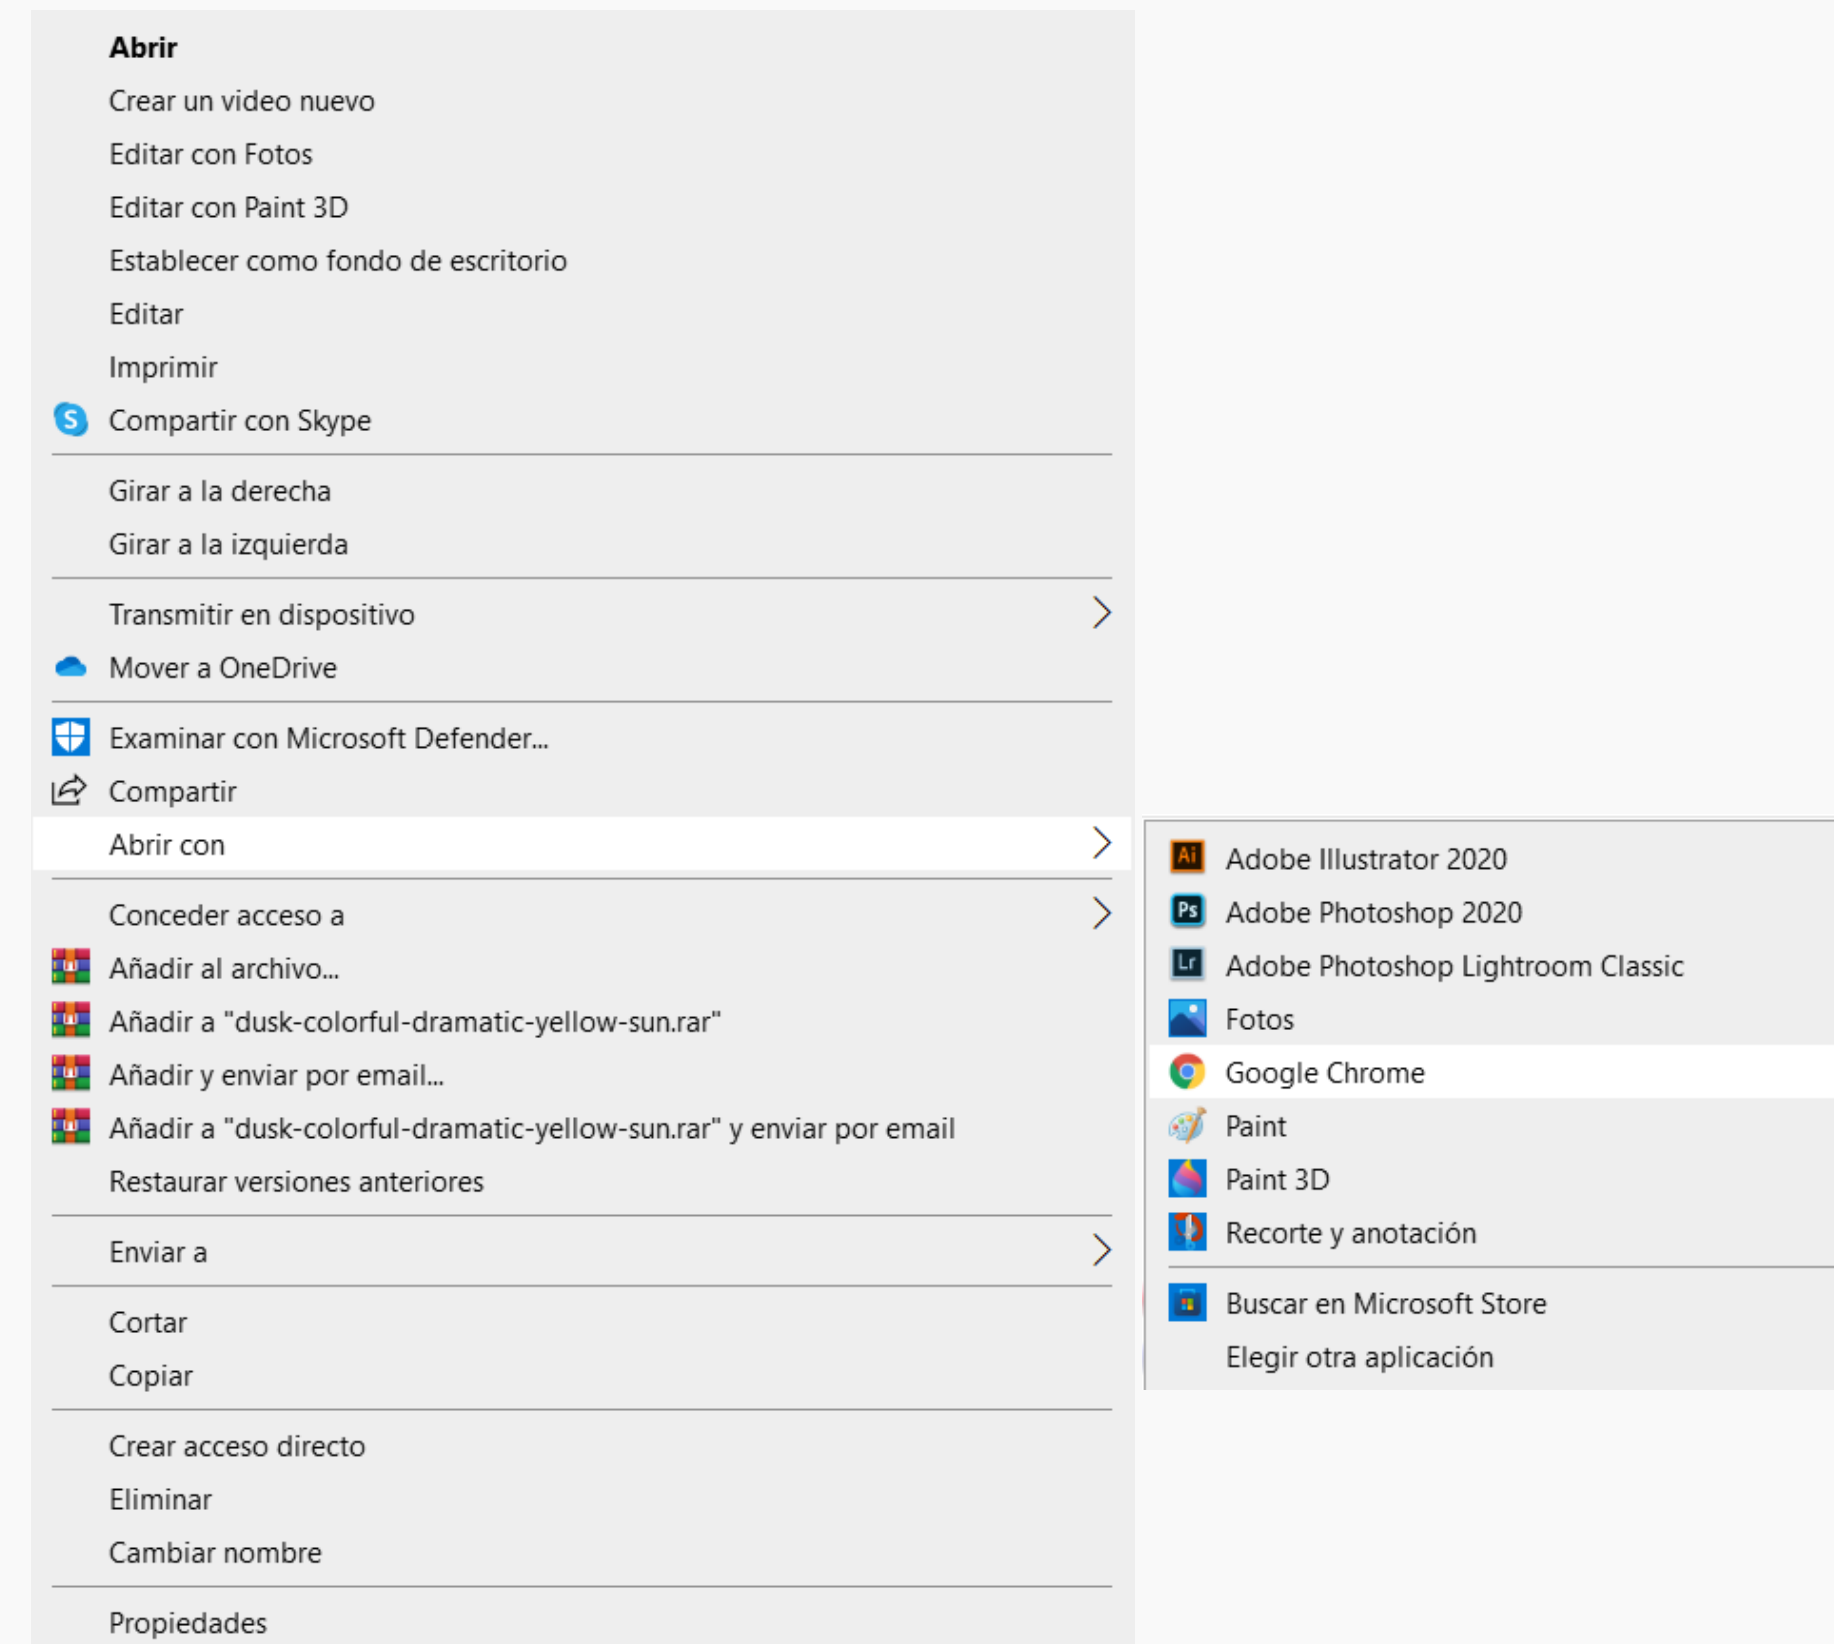 Abrir
Crear un video nuevo
Editar con Fotos
Editar con Paint 3D
Establecer como fondo de escritorio
Editar
Imprimir
S Compartir con Skype
Girar a la derecha
Girar a la izquierda
Transmitir en dispositivo
Mover a OneDrive
Examinar con Microsoft Defender...
Compartir
Abrir con
Conceder acceso a
Añadir al archivo...
Añadir a "dusk-colorful-dramatic-yellow-sun.rar"
Añadir y enviar por email...
Añadir a "dusk-colorful-dramatic-yellow-sun.rar" y enviar por email
Restaurar versiones anteriores
Enviar a
Cortar
Copiar
Crear acceso directo
Eliminar
Cambiar nombre
Propiedades
Ai Adobe Illustrator 2020
Ps Adobe Photoshop 2020
Lr Adobe Photoshop Lightroom Classic
Fotos
Google Chrome
Paint
Paint 3D
Recorte y anotación
Buscar en Microsoft Store
Elegir otra aplicación